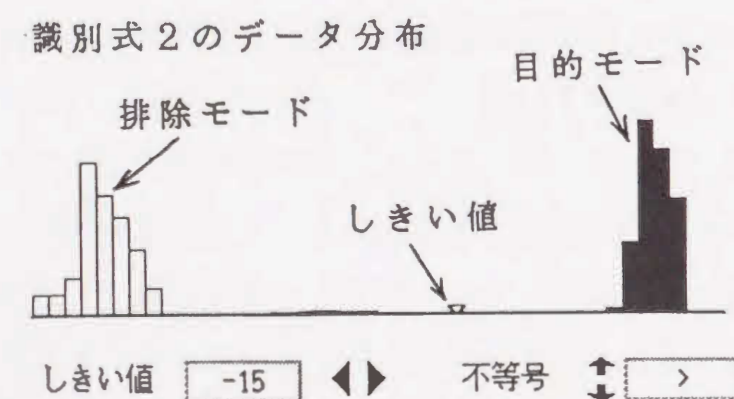 識別式2のデータ分布
目的モード
排除モード
しきい値
しきい値 -15 不等号 >